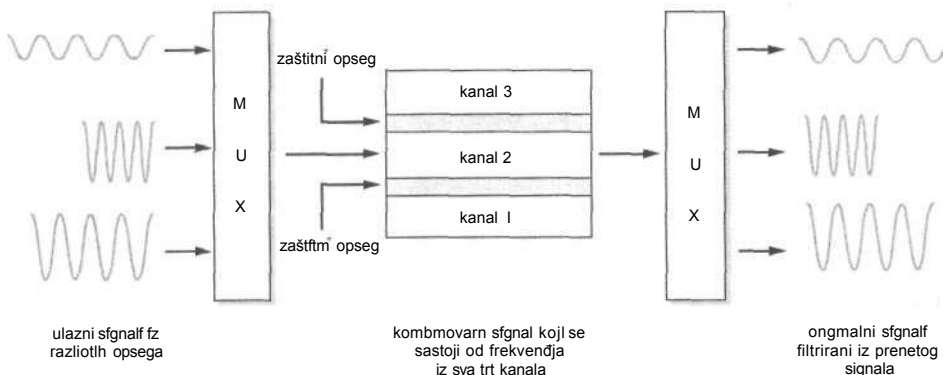 zaštitni opseg
M
U
X
kanal 3
kanal 2
kanal l
zaštftm˝ opseg
M
U
X
ulazni sfgnalf fz
razliotlh opsega
kombmovarn sfgnal kojl se
sastoji od frekvenđja
iz sva trt kanala
ongmalni sfgnalf
filtrirani iz prenetog
signala